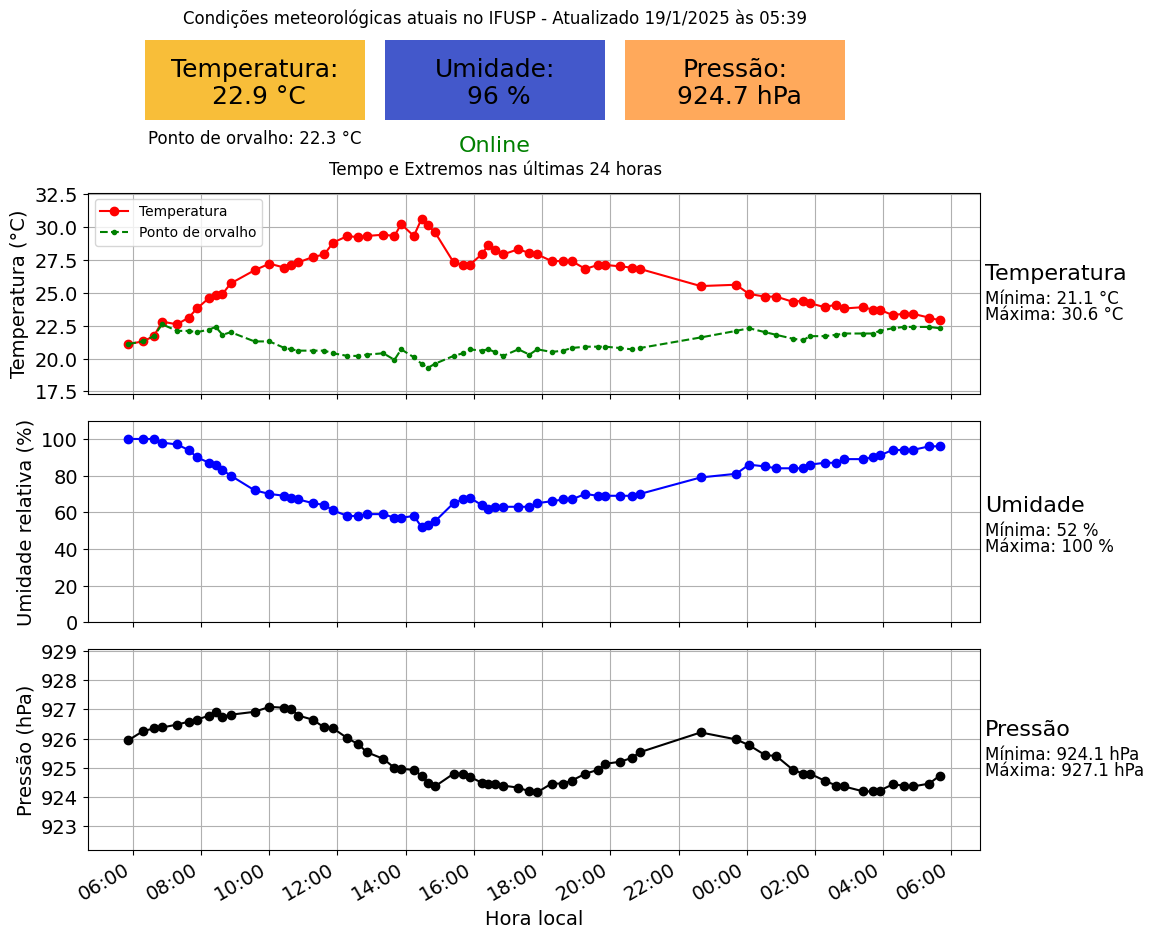 Condições meteorológicas atuais no IFUSP - Atualizado 19/1/2025 às 05:39
Temperatura:
22.9 °C
Umidade:
96 %
Pressão:
924.7 hPa
Ponto de orvalho: 22.3 °C
Online
Tempo e Extremos nas últimas 24 horas
Temperatura (°C)
32.5
30.0
27.5
25.0
22.5
20.0
17.5
Temperatura
Ponto de orvalho
Temperatura
Mínima: 21.1 °C
Máxima: 30.6 °C
Umidade relativa (%)
100
80
60
40
20
0
Umidade
Mínima: 52 %
Máxima: 100 %
Pressão (hPa)
929
928
927
926
925
924
923
Pressão
Mínima: 924.1 hPa
Máxima: 927.1 hPa
06:00 08:00 10:00 12:00 14:00 16:00 18:00 20:00 22:00 00:00 02:00 04:00 06:00
Hora local